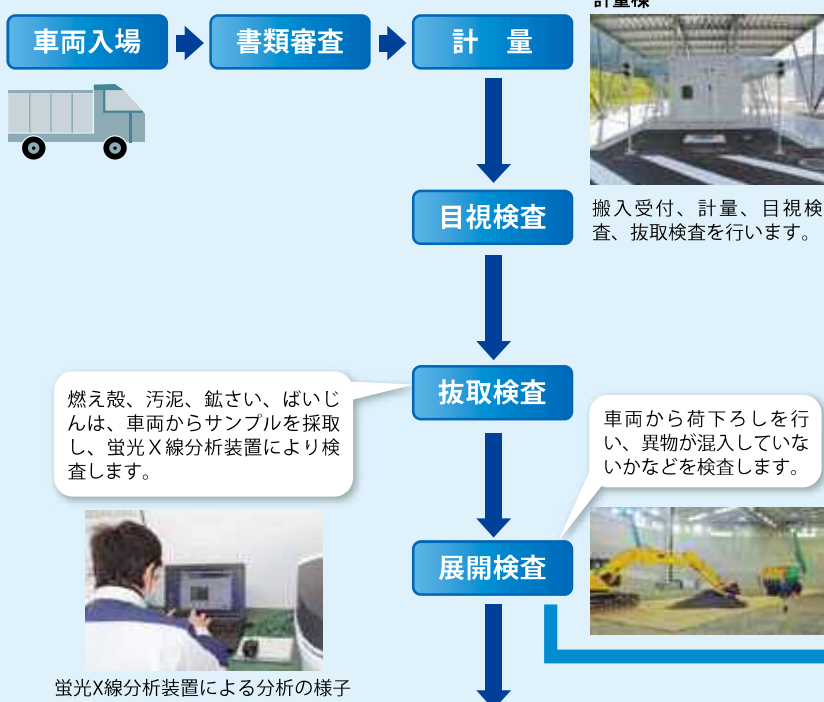 計量棟
車両入場
書類審査
計 量
搬入受付、計量、目視検
査、抜取検査を行います。
目視検査
抜取検査
燃え殻、汚泥、鉱さい、ばいじ
んは、車両からサンプルを採取
し、蛍光X線分析装置により検
査します。
車両から荷下ろしを行
い、異物が混入していな
いかなどを検査します。
展開検査
蛍光X線分析装置による分析の様子